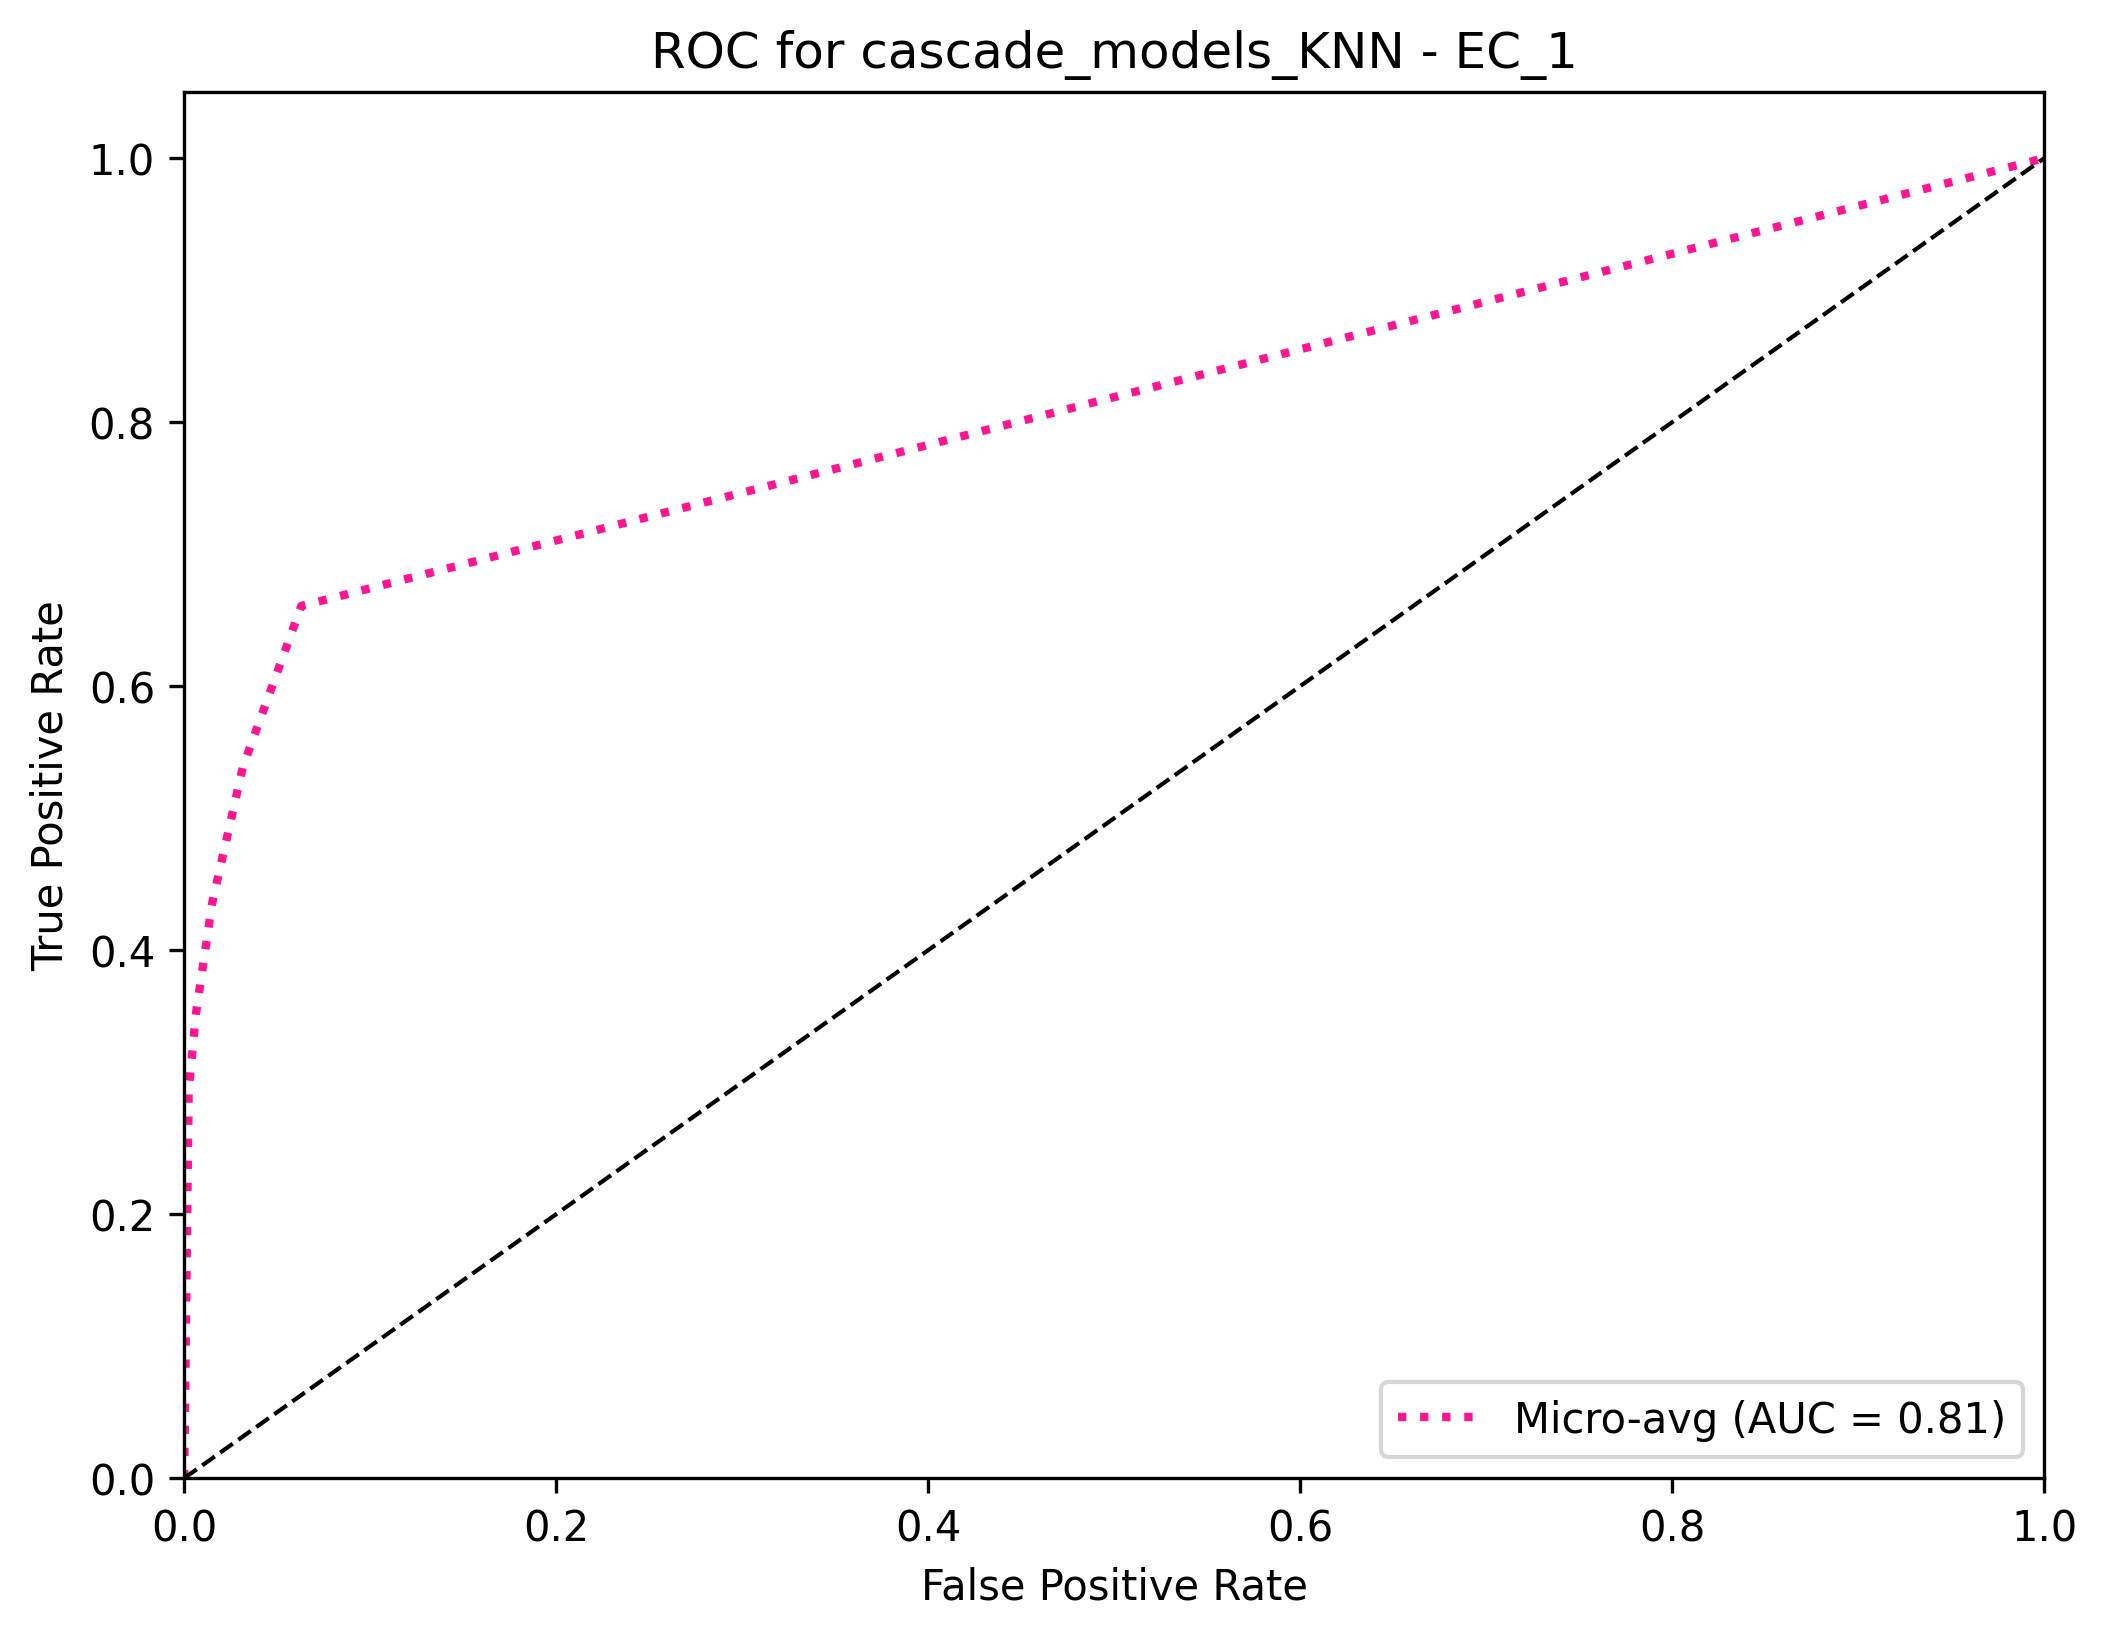 ROC for cascade_models_KNN - EC_1
1.0
0.8
0.6
0.4
0.2
0.0
True Positive Rate
0.0 0.2 0.4 0.6 0.8 1.0
False Positive Rate
Micro-avg (AUC = 0.81)